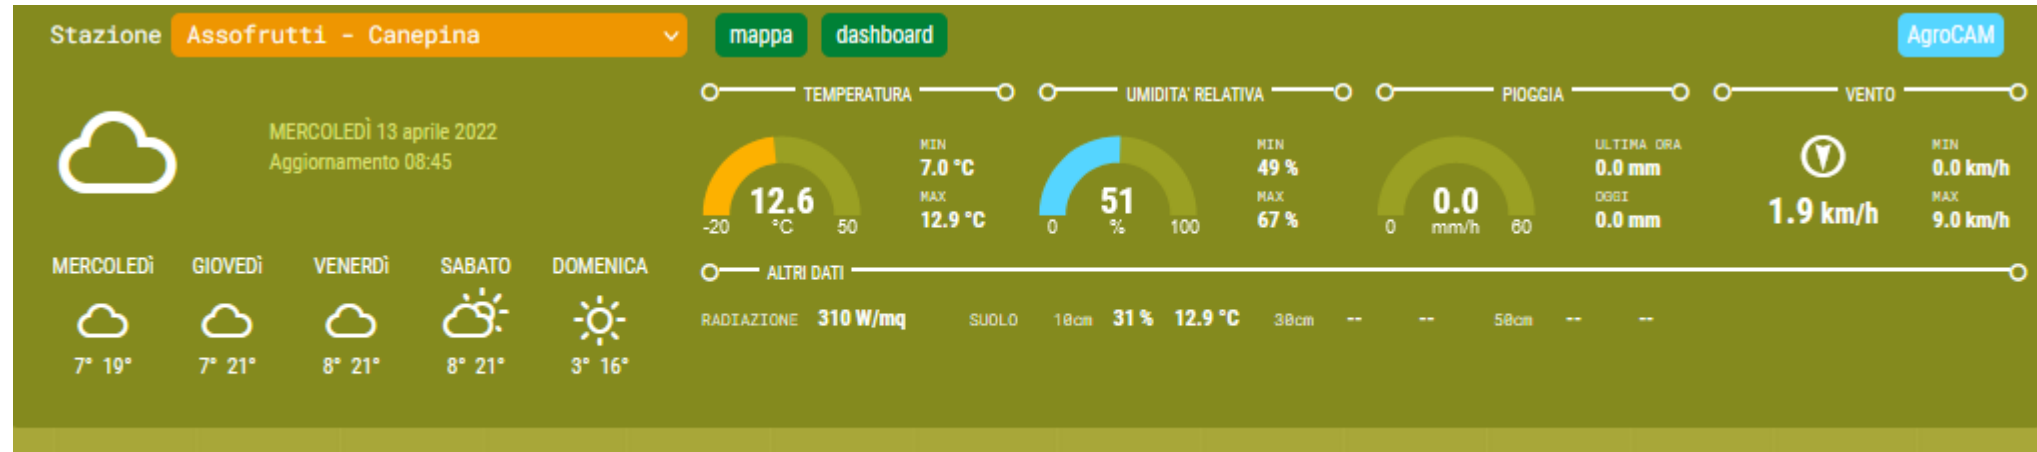 Stazione Assofrutti - Canepina mappa dashboard AgroCAM
MERCOLEDÌ 13 aprile 2022
Aggiornamento 08:45
TEMPERATURA
12.6
°C
-20 50
MIN
7.0 °C
MAX
12.9 °C
UMIDITA' RELATIVA
51
%
0 100
MIN
49 %
MAX
67 %
PIOGGIA
0.0
mm/h
0 60
ULTIMA ORA
0.0 mm
OGGI
0.0 mm
VENTO
1.9 km/h
MIN
0.0 km/h
MAX
9.0 km/h
MERCOLEDì GIOVEDì VENERDì SABATO DOMENICA
7° 19° 7° 21° 8° 21° 8° 21° 3° 16°
ALTRI DATI
RADIAZIONE 310 W/mq SUOLO 10cm 31 % 12.9 °C 30cm -- -- 50cm -- --